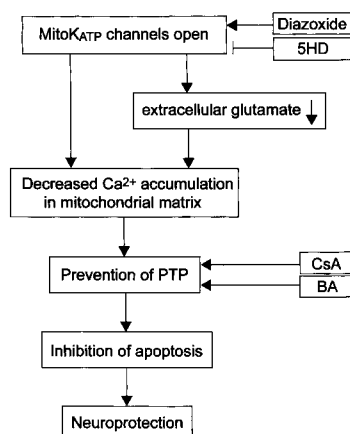 MitoKATP channels open
Diazoxide
5HD
extracellular glutamate
Decreased Ca²⁺ accumulation
in mitochondrial matrix
Prevention of PTP
CsA
BA
Inhibition of apoptosis
Neuroprotection